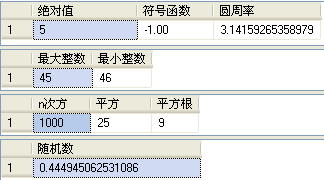 绝对值 符号函数 圆周率
1 5 -1.00 3.14159265358979
最大整数 最小整数
1 45 46
n次方 平方 平方根
1 1000 25 9
随机数
1 0.444945062531086